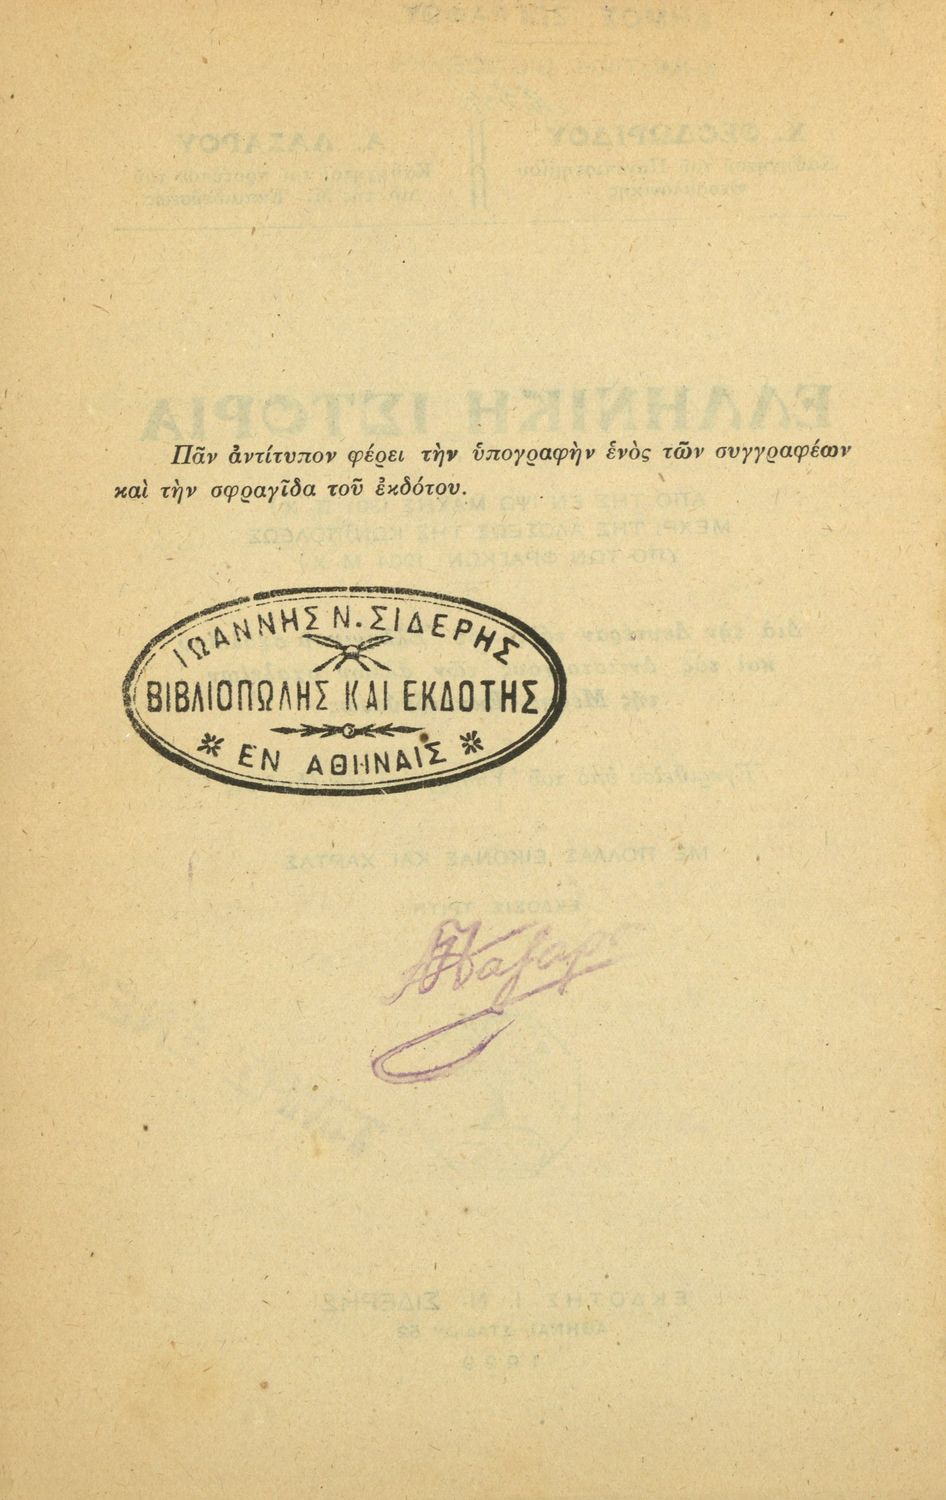 Πᾶν ἀντίτυπον φέρει τὴν ὑπογραφὴν ἑνὸς τῶν συγγραφέων
καὶ τὴν σφραγῖδα τοῦ ἐκδότου.
ΙΩΑΝΝΗΣ Ν. ΣΙΔΕΡΗΣ
ΒΙΒΛΙΟΠΩΛΗΣ ΚΑΙ ΕΚΔΟΤΗΣ
ΕΝ ΑΘΗΝΑΙΣ